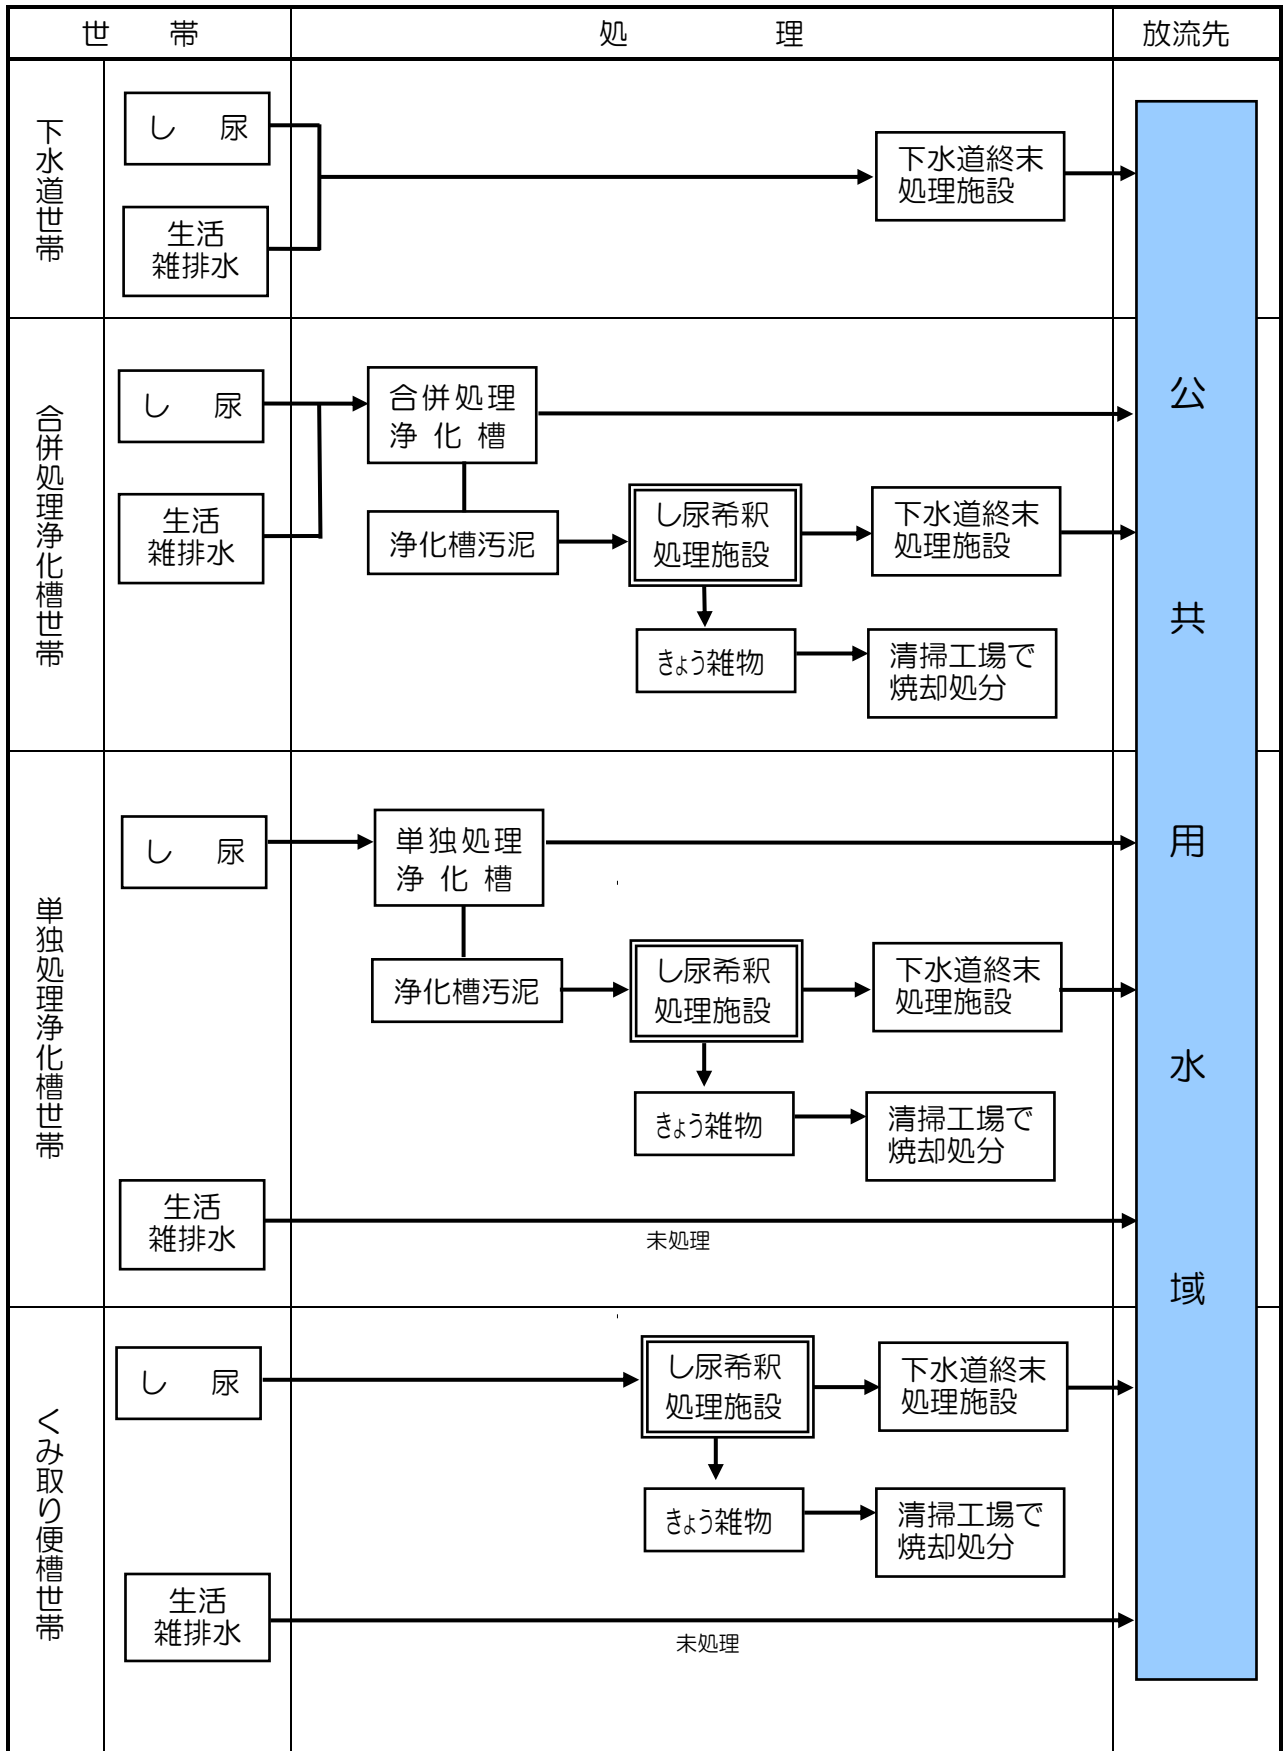 世　帯
処　理
放流先
下水道世帯
し　尿
生活
雑排水
下水道終末
処理施設
合併処理浄化槽世帯
し　尿
生活
雑排水
合併処理
浄化槽
浄化槽汚泥
し尿希釈
処理施設
下水道終末
処理施設
きょう雑物
清掃工場で
焼却処分
単独処理浄化槽世帯
し　尿
単独処理
浄化槽
浄化槽汚泥
し尿希釈
処理施設
下水道終末
処理施設
きょう雑物
清掃工場で
焼却処分
生活
雑排水
未処理
くみ取り便槽世帯
し　尿
し尿希釈
処理施設
下水道終末
処理施設
きょう雑物
清掃工場で
焼却処分
生活
雑排水
未処理
公共用水域